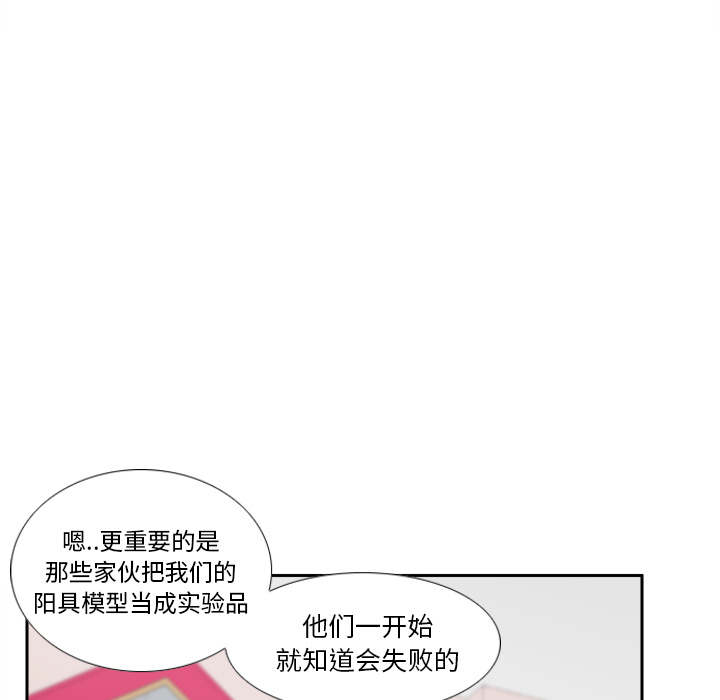 嗯..更重要的是
那些家伙把我们的
阳具模型当成实验品
他们一开始
就知道会失败的